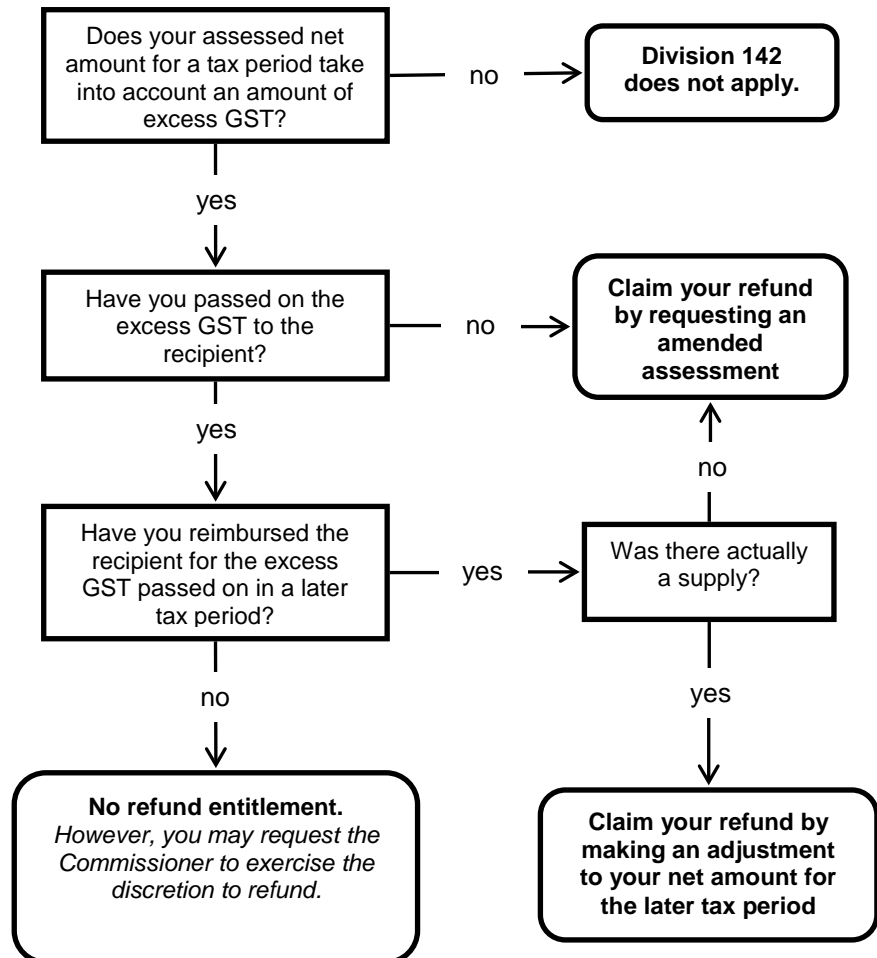 Does your assessed net
amount for a tax period take
into account an amount of
excess GST?
no
Division 142
does not apply.
yes
Have you passed on the
excess GST to the
recipient?
no
Claim your refund
by requesting an
amended
assessment
yes
no
Have you reimbursed the
recipient for the excess
GST passed on in a later
tax period?
yes
Was there actually
a supply?
no
yes
No refund entitlement.
However, you may request the
Commissioner to exercise the
discretion to refund.
Claim your refund by
making an adjustment
to your net amount for
the later tax period